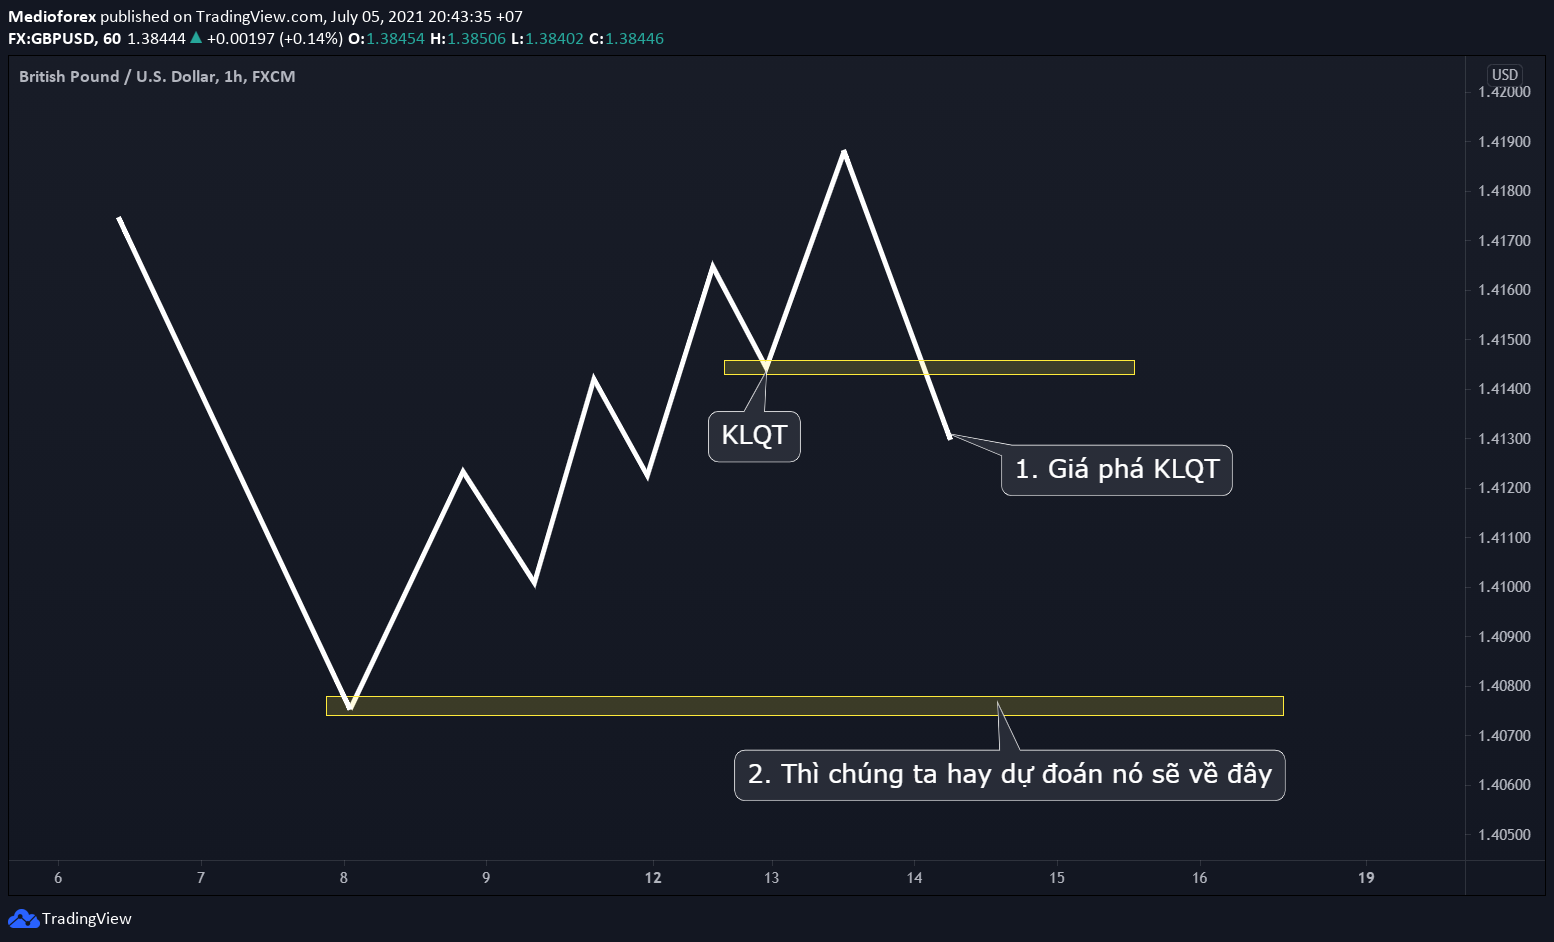 Medioforex published on TradingView.com, July 05, 2021 20:43:35 +07
FX:GBPUSD, 60 1.38444 ▲ +0.00197 (+0.14%) O:1.38454 H:1.38506 L:1.38402 C:1.38446
British Pound / U.S. Dollar, 1h, FXCM
USD
1.42000
1.41900
1.41800
1.41700
1.41600
1.41500
1.41400
1.41300
1.41200
1.41100
1.41000
1.40900
1.40800
1.40700
1.40600
1.40500
KLQT
1. Giá phá KLQT
2. Thì chúng ta hay dự đoán nó sẽ về đây
6 7 8 9 12 13 14 15 16 19
TradingView